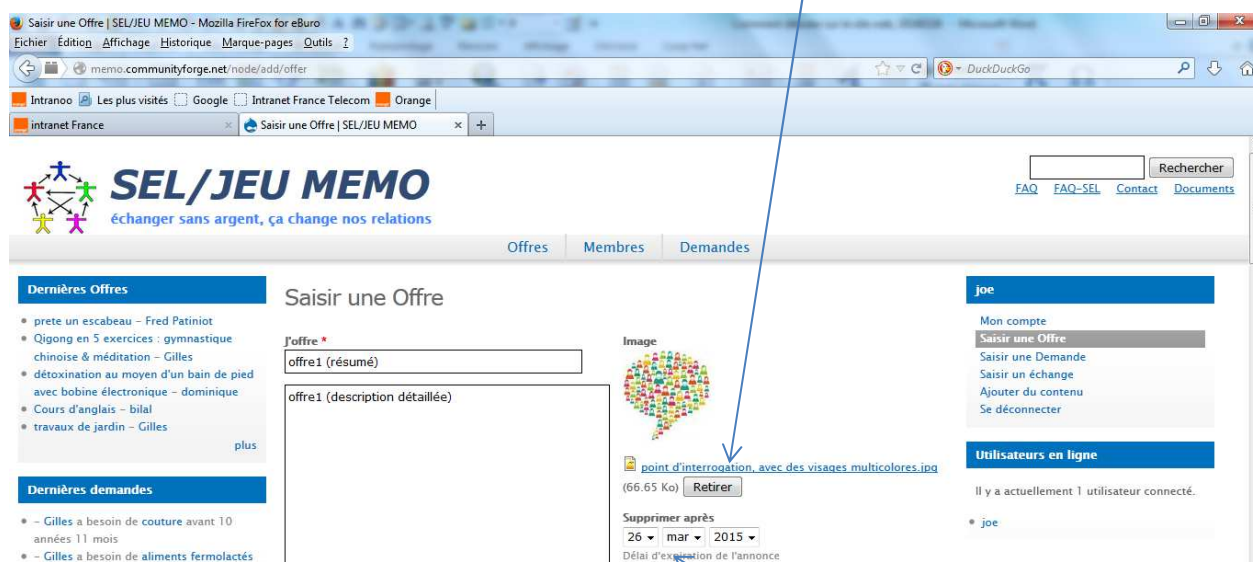 Saisir une Offre | SEL/JEU MEMO - Mozilla FireFox for eBuro
Fichier Édition Affichage Historique Marque-pages Outils ?
memo.communityforge.net/node/add/offer
DuckDuckGo
Intranoo Les plus visités Google Intranet France Telecom Orange
intranet France
Saisir une Offre | SEL/JEU MEMO
SEL/JEU MEMO
échanger sans argent, ça change nos relations
Rechercher
FAQ FAQ-SEL Contact Documents
Offres Membres Demandes
Dernières Offres
prete un escabeau – Fred Patiniot
Qigong en 5 exercices : gymnastique
chinoise & méditation – Gilles
détoxination au moyen d'un bain de pied
avec bobine électronique – dominique
Cours d'anglais – bilal
travaux de jardin – Gilles
plus
Dernières demandes
– Gilles a besoin de couture avant 10
années 11 mois
– Gilles a besoin de aliments fermolactés
Saisir une Offre
J'offre *
offre1 (résumé)
offre1 (description détaillée)
Image
point d'interrogation, avec des visages multicolores.jpg
(66.65 Ko) Retirer
Supprimer après
26 mar 2015
Délai d'expiration de l'annonce
joe
Mon compte
Saisir une Offre
Saisir une Demande
Saisir un échange
Ajouter du contenu
Se déconnecter
Utilisateurs en ligne
Il y a actuellement 1 utilisateur connecté.
joe